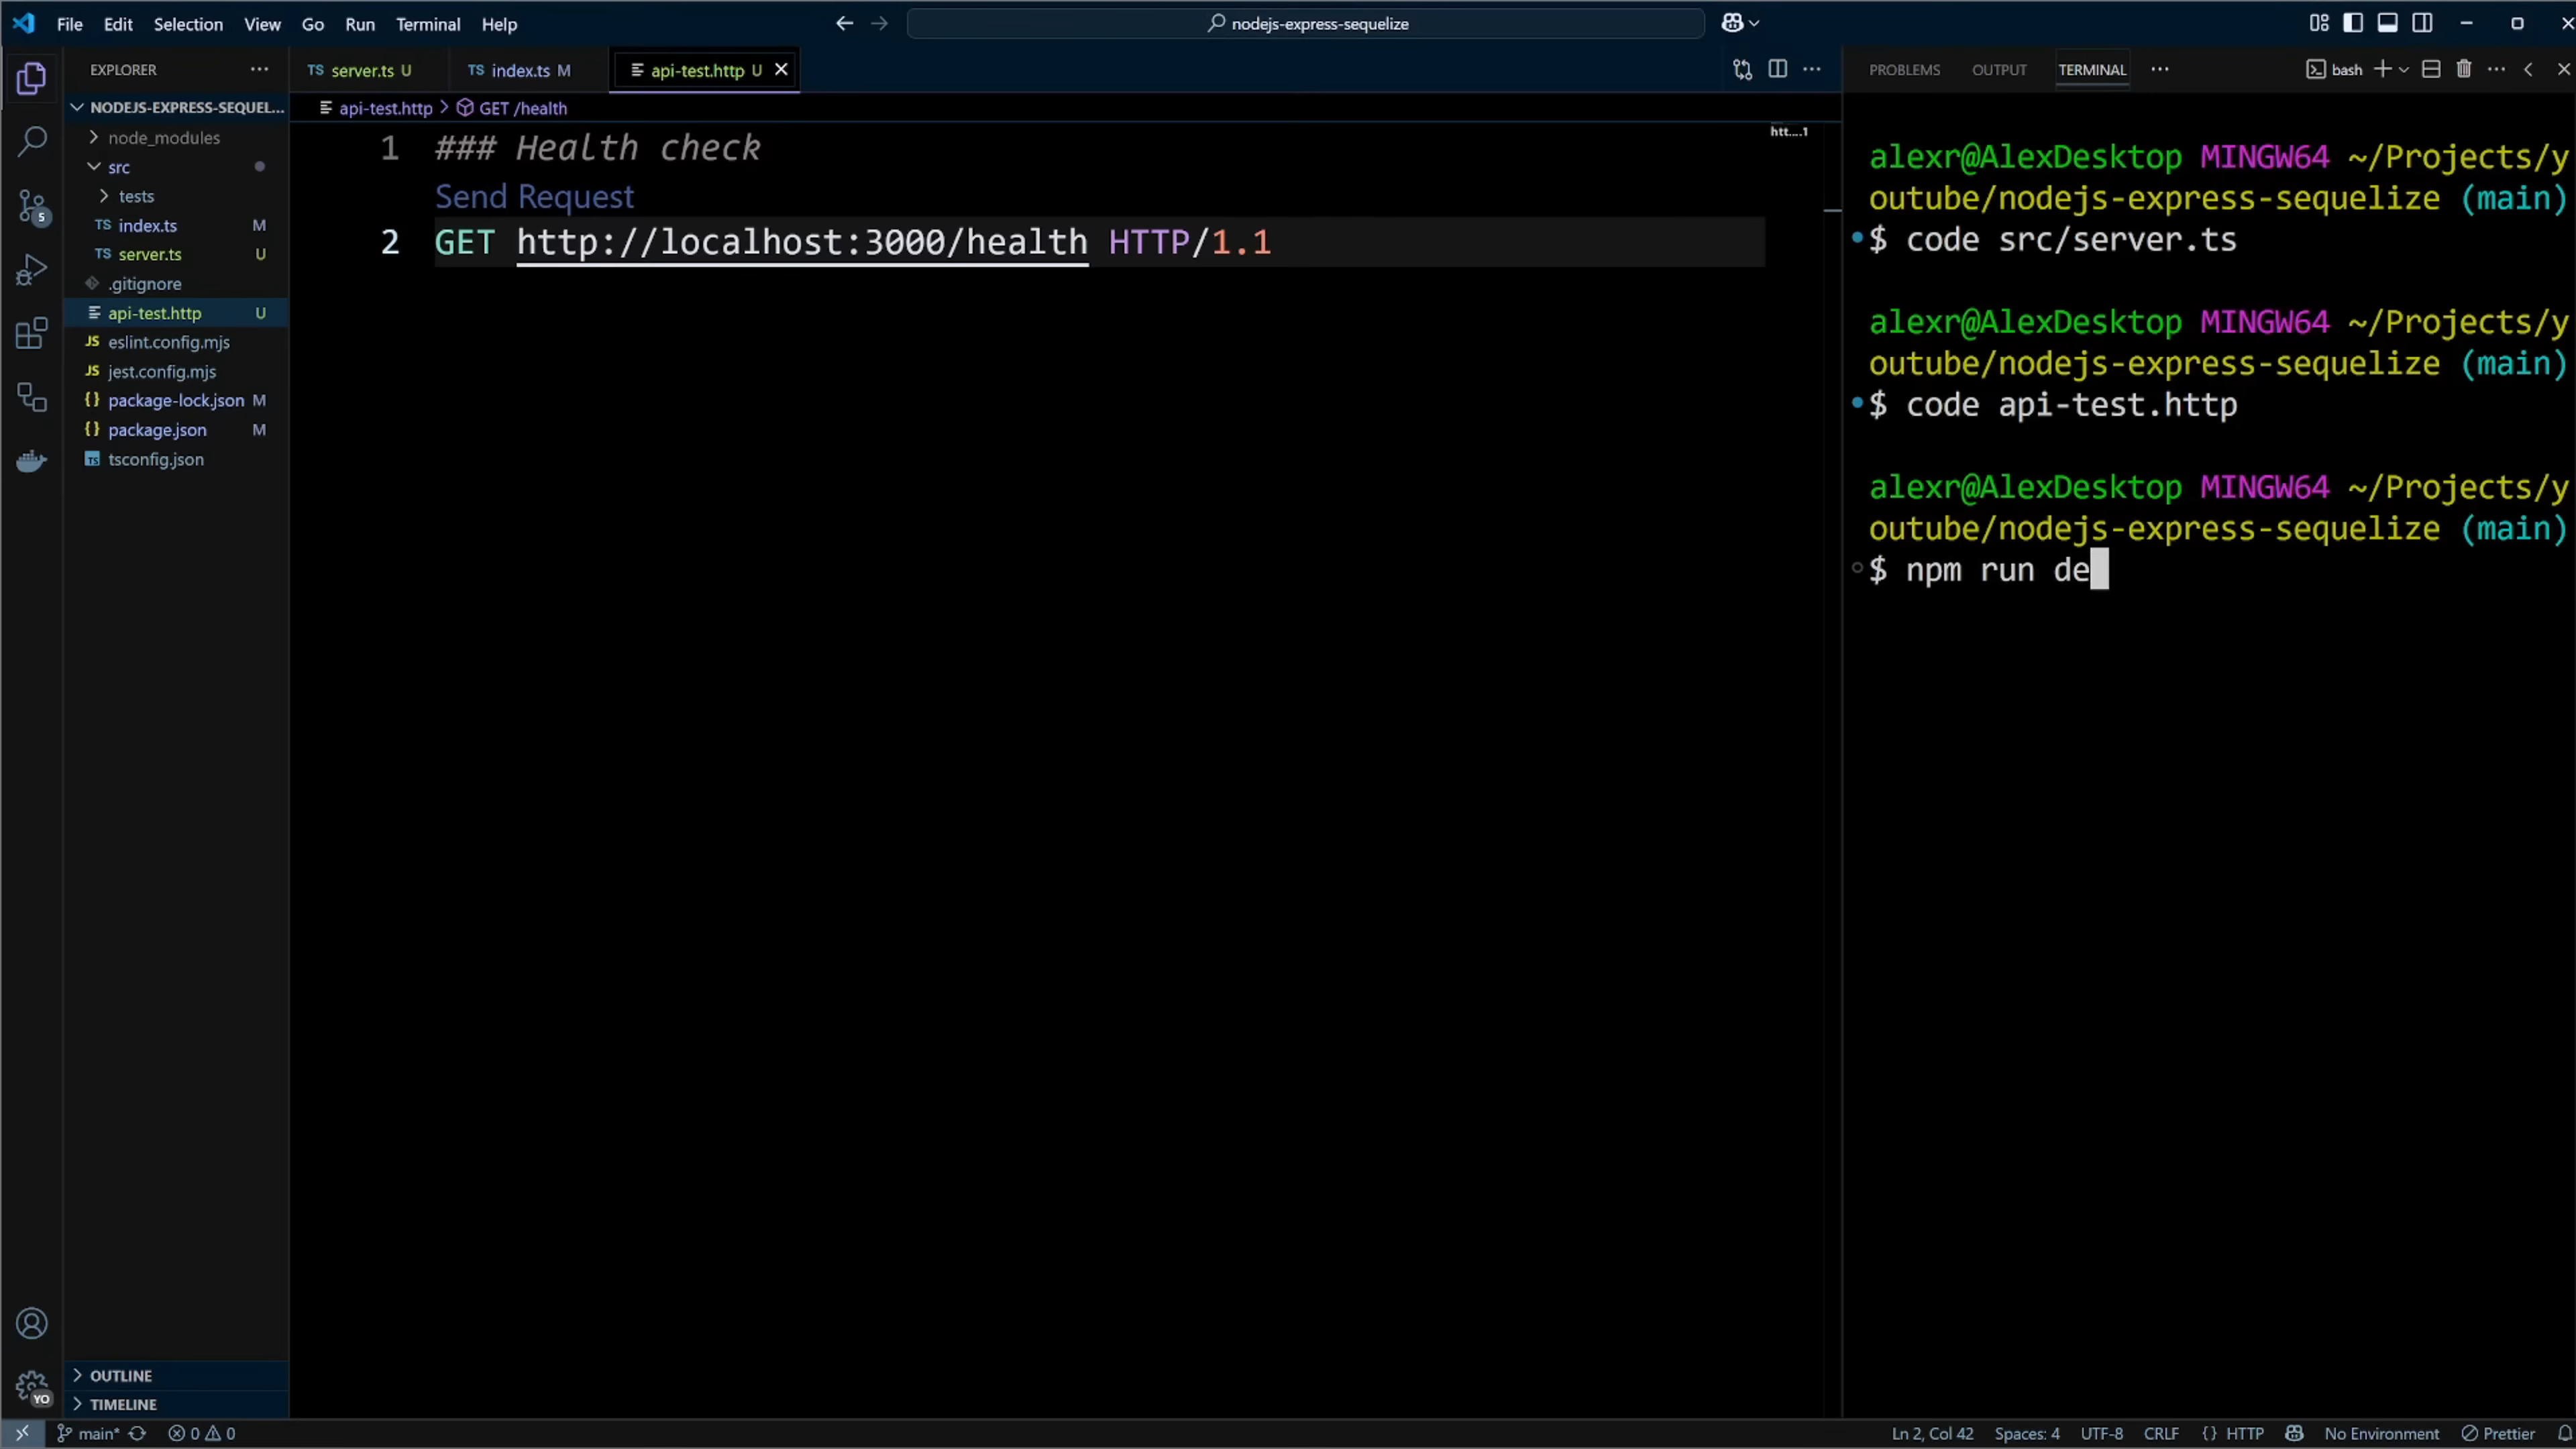 File Edit Selection View Go Run Terminal Help
nodejs-express-sequelize
EXPLORER
NODEJS-EXPRESS-SEQUEL...
node_modules
src
tests
TS index.ts M
TS server.ts U
.gitignore
api-test.http U
JS eslint.config.mjs
JS jest.config.mjs
{} package-lock.json M
{} package.json M
TS tsconfig.json
OUTLINE
TIMELINE
5
YO
TS server.ts U
TS index.ts M
api-test.http U
api-test.http > GET /health
1 ### Health check
Send Request
2 GET http://localhost:3000/health HTTP/1.1
htt....1
PROBLEMS OUTPUT TERMINAL
bash
alexr@AlexDesktop MINGW64 ~/Projects/y
outube/nodejs-express-sequelize (main)
$ code src/server.ts
alexr@AlexDesktop MINGW64 ~/Projects/y
outube/nodejs-express-sequelize (main)
$ code api-test.http
alexr@AlexDesktop MINGW64 ~/Projects/y
outube/nodejs-express-sequelize (main)
$ npm run de
main* 0 0
Ln 2, Col 42 Spaces: 4 UTF-8 CRLF {} HTTP No Environment Prettier